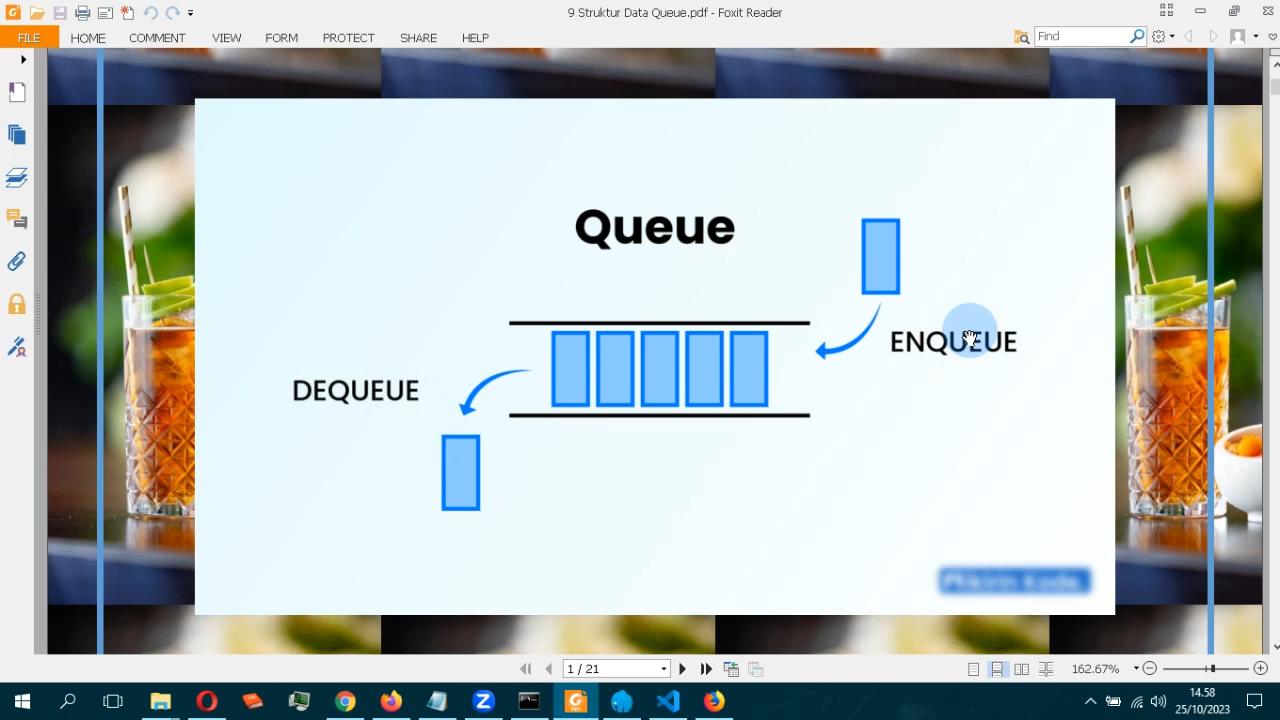 9 Struktur Data Queue.pdf - Foxit Reader
FILE HOME COMMENT VIEW FORM PROTECT SHARE HELP
Find
Queue
ENQUEUE
DEQUEUE
1 / 21
162.67%
14.58
25/10/2023